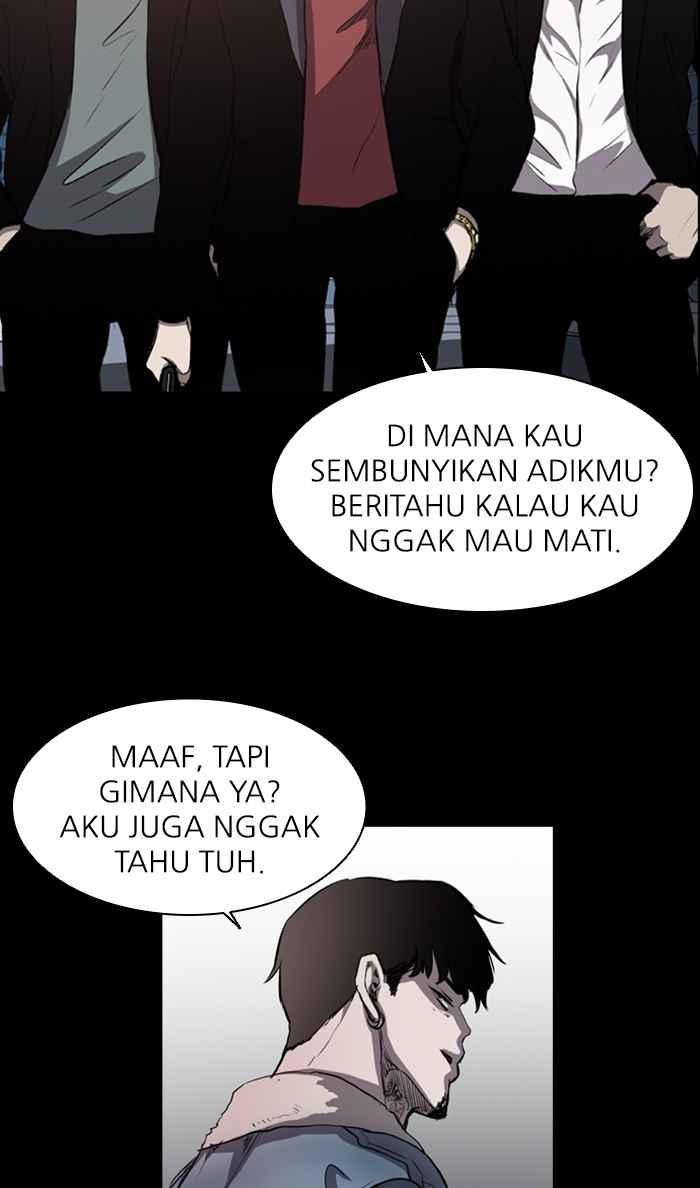 DI MANA KAU
SEMBUNYIKAN ADIKMU?
BERITAHU KALAU KAU
NGGAK MAU MATI.
MAAF, TAPI
GIMANA YA?
AKU JUGA NGGAK
TAHU TUH.